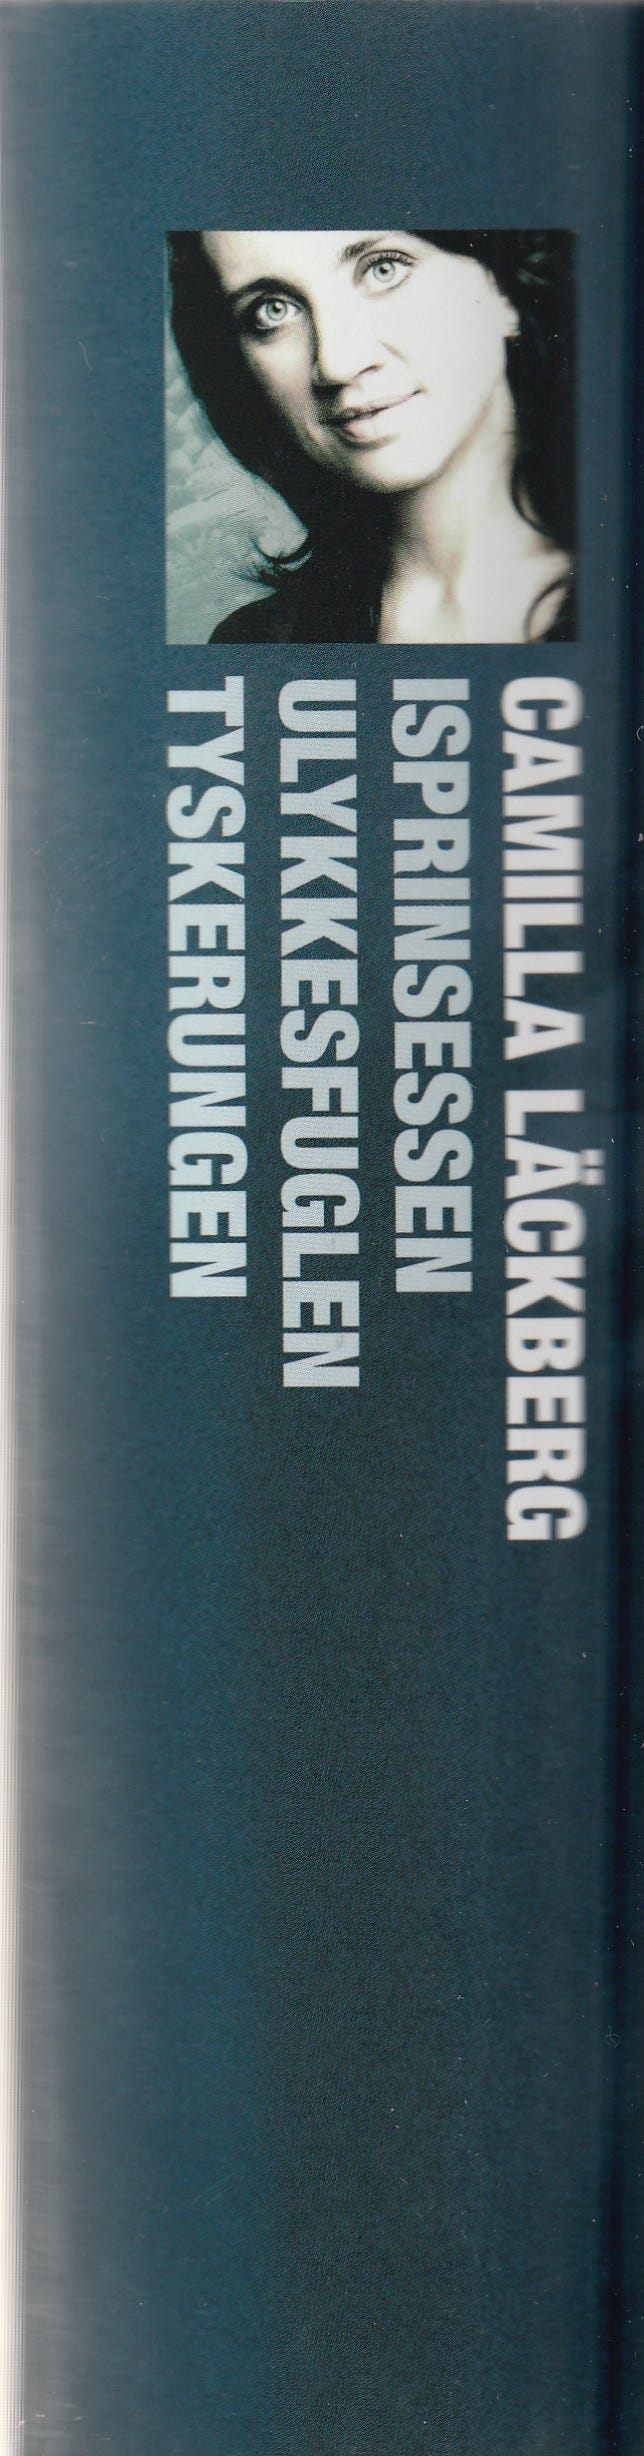 CAMILLA LÄCKBERG
ISPRINSESSEN
ULYKKESFUGLEN
TYSKERUNGEN